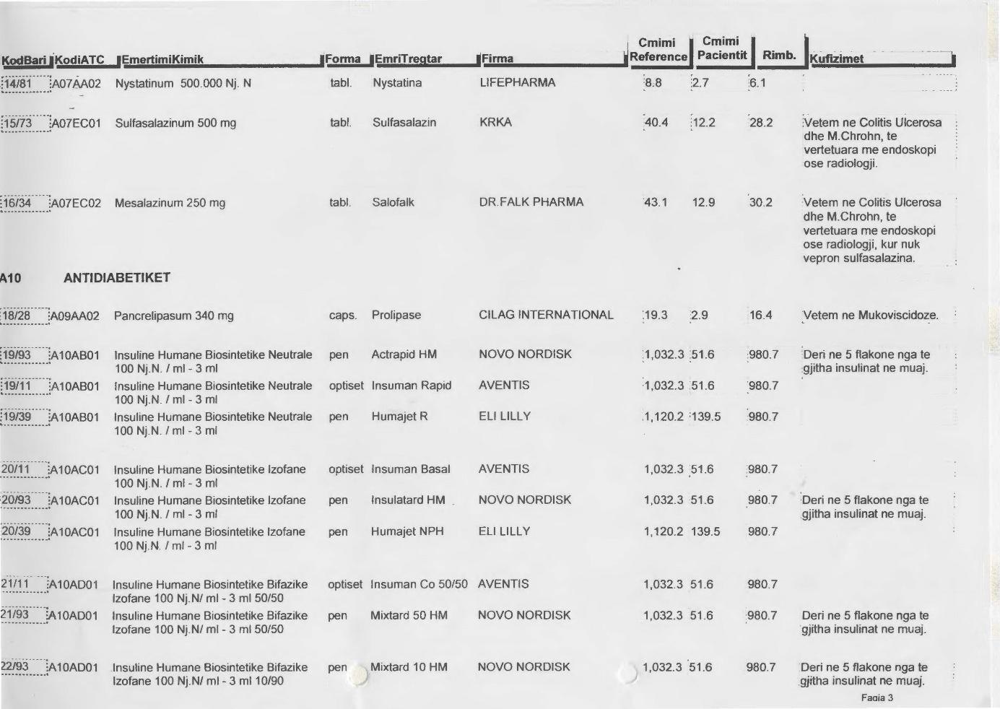 KodBari KodiATC EmertimiKimik Forma EmriTregtar Firma Cmimi Reference Cmimi Pacientit Rimb. Kufizimet
14/81 A07AA02 Nystatinum 500.000 Nj. N tabl. Nystatina LIFEPHARMA 8.8 2.7 6.1
15/73 A07EC01 Sulfasalazinum 500 mg tabl. Sulfasalazin KRKA 40.4 12.2 28.2 Vetem ne Colitis Ulcerosa
dhe M.Chrohn, te
vertetuara me endoskopi
ose radiologji.
16/34 A07EC02 Mesalazinum 250 mg tabl. Salofalk DR.FALK PHARMA 43.1 12.9 30.2 Vetem ne Colitis Ulcerosa
dhe M.Chrohn, te
vertetuara me endoskopi
ose radiologji, kur nuk
vepron sulfasalazina.
A10 ANTIDIABETIKET
18/28 A09AA02 Pancrelipasum 340 mg caps. Prolipase CILAG INTERNATIONAL 19.3 2.9 16.4 Vetem ne Mukoviscidoze.
19/93 A10AB01 Insuline Humane Biosintetike Neutrale pen Actrapid HM NOVO NORDISK 1,032.3 51.6 980.7 Deri ne 5 flakone nga te
100 Nj.N. / ml - 3 ml gjitha insulinat ne muaj.
19/11 A10AB01 Insuline Humane Biosintetike Neutrale optiset Insuman Rapid AVENTIS 1,032.3 51.6 980.7
100 Nj.N. / ml - 3 ml
19/39 A10AB01 Insuline Humane Biosintetike Neutrale pen Humajet R ELI LILLY 1,120.2 139.5 980.7
100 Nj.N. / ml - 3 ml
20/11 A10AC01 Insuline Humane Biosintetike Izofane optiset Insuman Basal AVENTIS 1,032.3 51.6 980.7
100 Nj.N. / ml - 3 ml
20/93 A10AC01 Insuline Humane Biosintetike Izofane pen Insulatard HM NOVO NORDISK 1,032.3 51.6 980.7 Deri ne 5 flakone nga te
100 Nj.N. / ml - 3 ml gjitha insulinat ne muaj.
20/39 A10AC01 Insuline Humane Biosintetike Izofane pen Humajet NPH ELI LILLY 1,120.2 139.5 980.7
100 Nj.N. / ml - 3 ml
21/11 A10AD01 Insuline Humane Biosintetike Bifazike optiset Insuman Co 50/50 AVENTIS 1,032.3 51.6 980.7
Izofane 100 Nj.N/ ml - 3 ml 50/50
21/93 A10AD01 Insuline Humane Biosintetike Bifazike pen Mixtard 50 HM NOVO NORDISK 1,032.3 51.6 980.7 Deri ne 5 flakone nga te
Izofane 100 Nj.N/ ml - 3 ml 50/50 gjitha insulinat ne muaj.
22/93 A10AD01 Insuline Humane Biosintetike Bifazike pen Mixtard 10 HM NOVO NORDISK 1,032.3 51.6 980.7 Deri ne 5 flakone nga te
Izofane 100 Nj.N/ ml - 3 ml 10/90 gjitha insulinat ne muaj.
Faqja 3